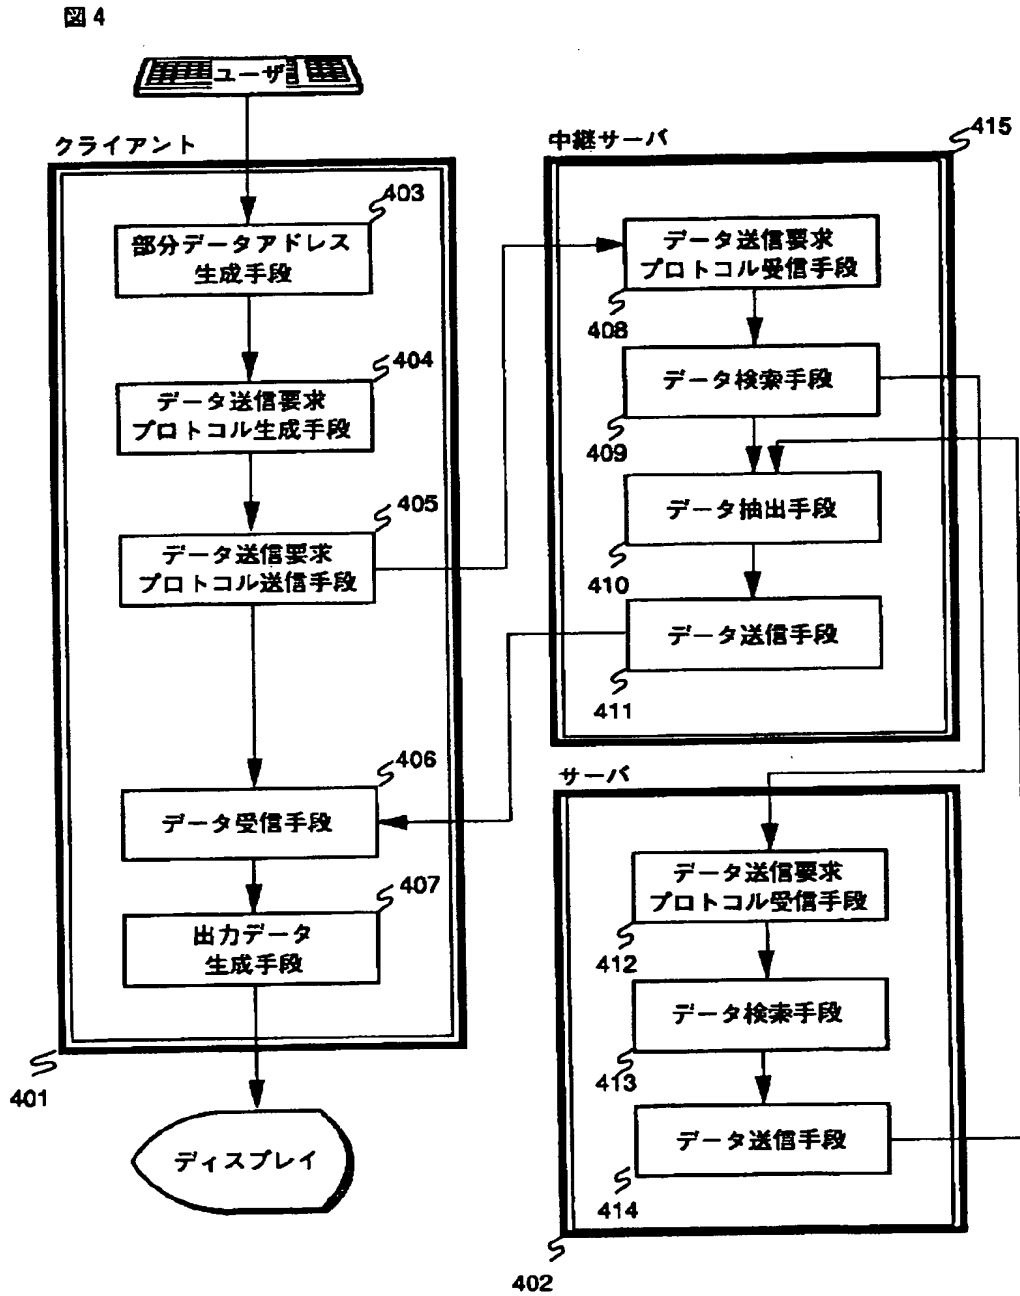 図4
ユーザ
クライアント
403
部分データアドレス
生成手段
404
データ送信要求
プロトコル生成手段
405
データ送信要求
プロトコル送信手段
406
データ受信手段
407
出力データ
生成手段
401
ディスプレイ
中継サーバ
415
データ送信要求
プロトコル受信手段
408
データ検索手段
409
データ抽出手段
410
データ送信手段
411
サーバ
データ送信要求
プロトコル受信手段
412
データ検索手段
413
データ送信手段
414
402